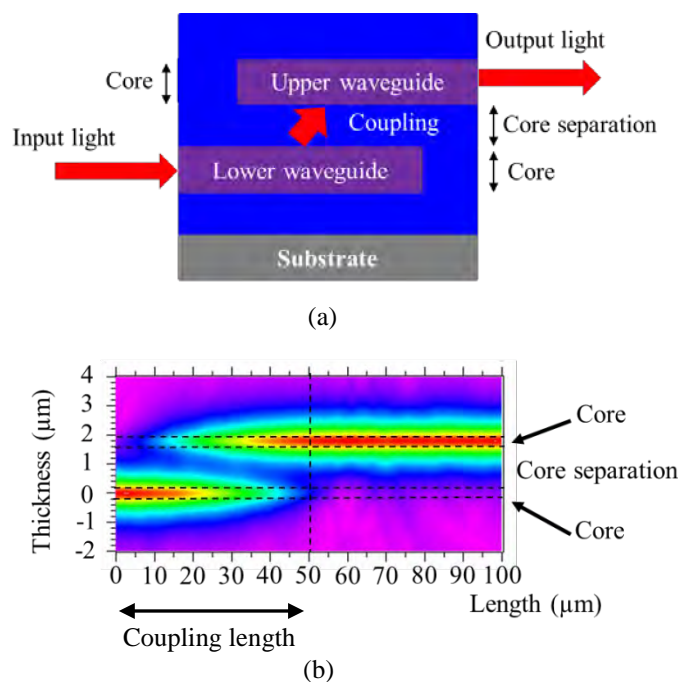 Output light
Core
Upper waveguide
Coupling
Core separation
Input light
Lower waveguide
Core
Substrate
(a)
4
3
2
1
0
-1
-2
Thickness (μm)
Core
Core separation
Core
0 10 20 30 40 50 60 70 80 90 100
Length (μm)
Coupling length
(b)